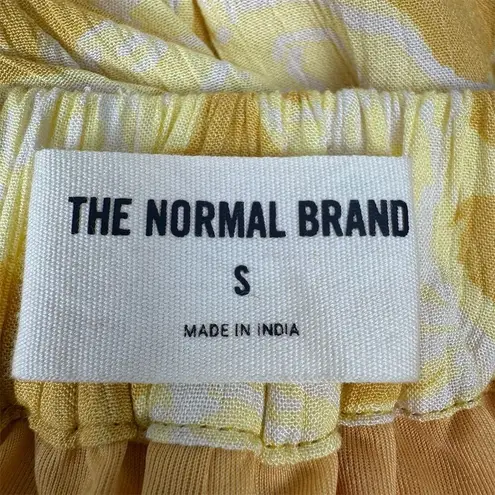 THE NORMAL BRAND
S
MADE IN INDIA